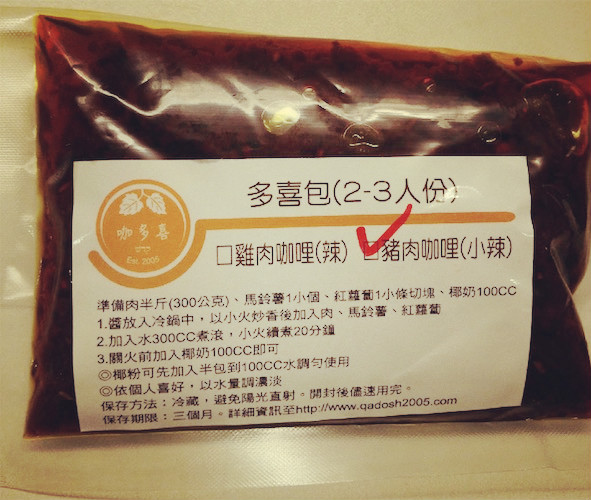 多喜包(2-3人份)
咖多喜
Est. 2005
□雞肉咖哩(辣) □豬肉咖哩(小辣)
準備肉半斤(300公克)、馬鈴薯1小個、紅蘿蔔1小條切塊、椰奶100CC
1.醬放入冷鍋中，以小火炒香後加入肉、馬鈴薯、紅蘿蔔
2.加入水300CC煮滾，小火續煮20分鐘
3.關火前加入椰奶100CC即可
◎椰粉可先加入半包到100CC水調勻使用
◎依個人喜好，以水量調濃淡
保存方法：冷藏，避免陽光直射。開封後儘速用完。
保存期限：三個月。詳細資訊至http://www.qadosh2005.com